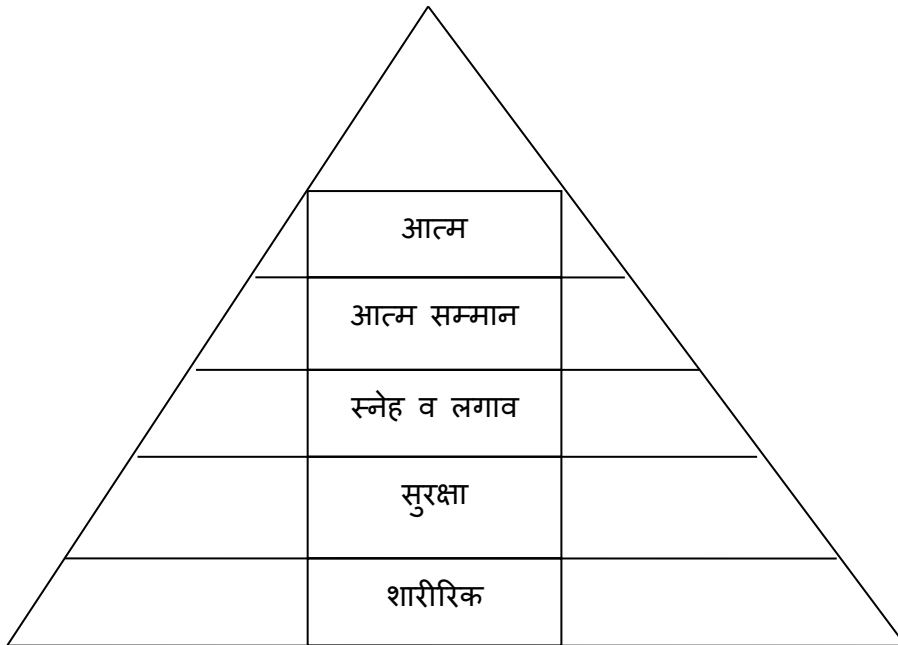 आत्म
आत्म सम्मान
स्नेह व लगाव
सुरक्षा
शारीरिक